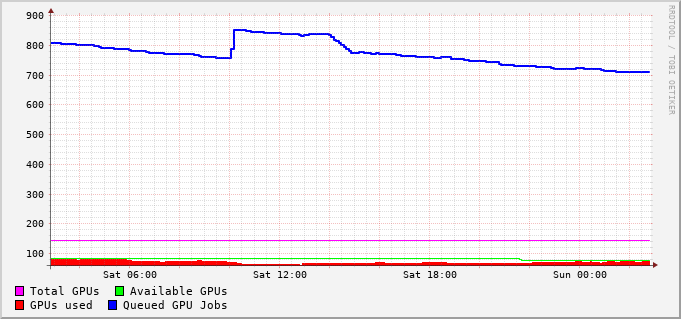 900
800
700
600
500
400
300
200
100
Sat 06:00 Sat 12:00 Sat 18:00 Sun 00:00
Total GPUs Available GPUs
GPUs used Queued GPU Jobs
RRDTOOL / TOBI OETIKER